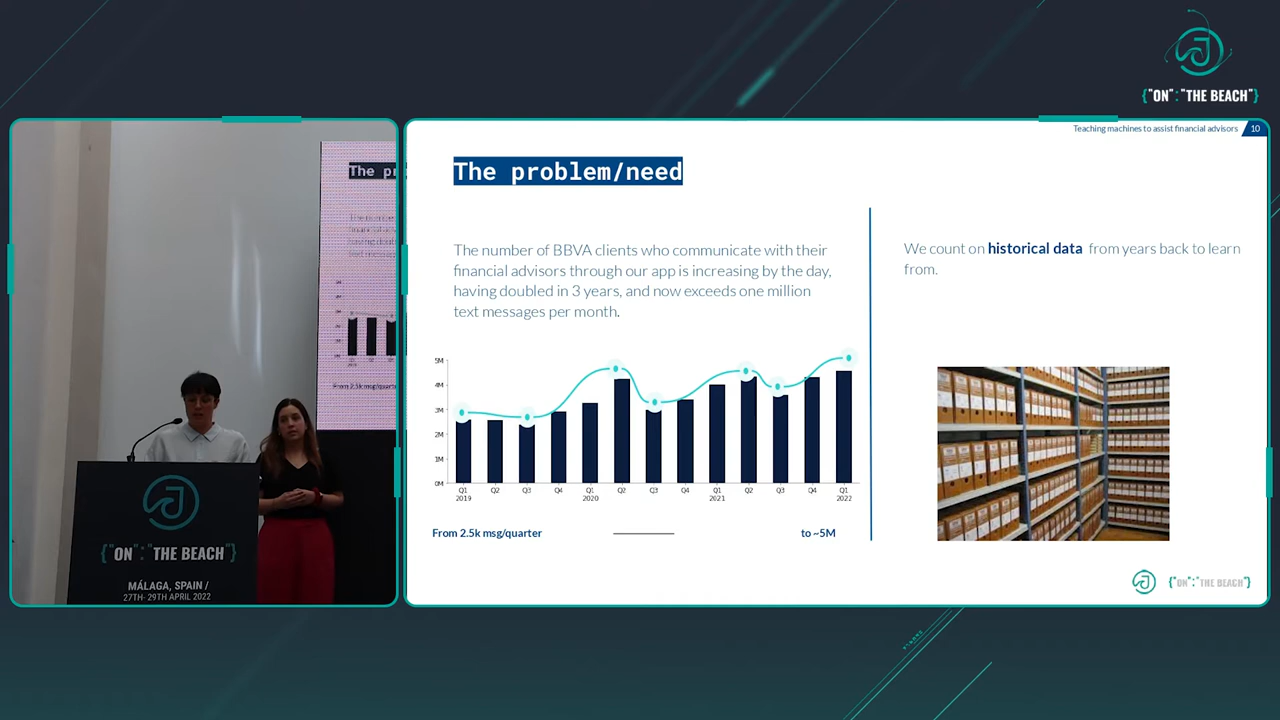 {"ON":"THE BEACH"}
Teaching machines to assist financial advisors 10
The problem/need
The number of BBVA clients who communicate with their
financial advisors through our app is increasing by the day,
having doubled in 3 years, and now exceeds one million
text messages per month.
We count on historical data from years back to learn
from.
5M
4M
3M
2M
1M
0M
Q1 Q2 Q3 Q4 Q1 Q2 Q3 Q4 Q1 Q2 Q3 Q4 Q1
2019 2020 2021 2022
From 2.5k msg/quarter to ~5M
{"ON":"THE BEACH"}
The pr
From 2.5k msg/quarte
{"ON":"THE BEACH"}
MÁLAGA, SPAIN /
27TH- 29TH APRIL 2022